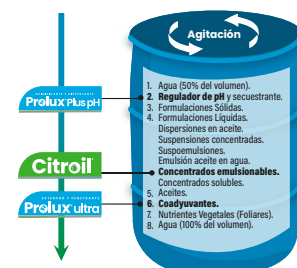 Agitación
1. Agua (50% del volumen).
2. Regulador de pH y secuestrante.
3. Formulaciones Sólidas.
4. Formulaciones Líquidas.
Dispersiones en aceite.
Suspensiones concentradas.
Suspoemulsiones.
Emulsión aceite en agua.
Concentrados emulsionables.
Concentrados solubles.
5. Aceites.
6. Coadyuvantes.
7. Nutrientes Vegetales (Foliares).
8. Agua (100% del volumen).
Prolux Plus pH
Citroil
Prolux ultra